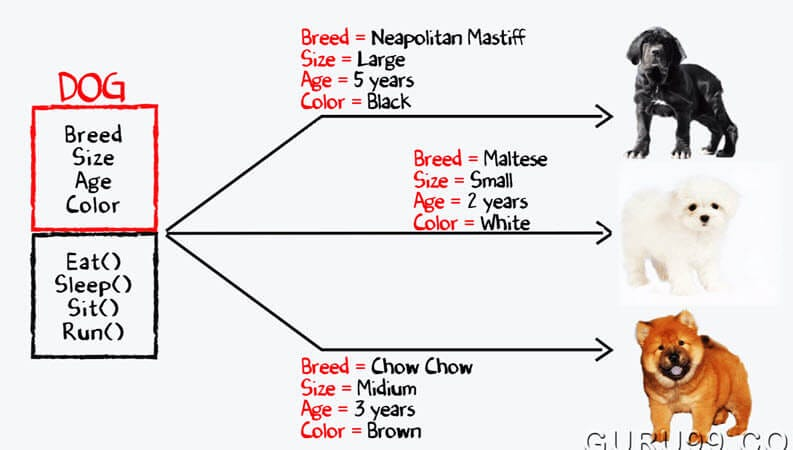 DOG
Breed
Size
Age
Color
Eat()
Sleep()
Sit()
Run()
Breed = Neapolitan Mastiff
Size = Large
Age = 5 years
Color = Black
Breed = Maltese
Size = Small
Age = 2 years
Color = White
Breed = Chow Chow
Size = Midium
Age = 3 years
Color = Brown
GURU99.CO